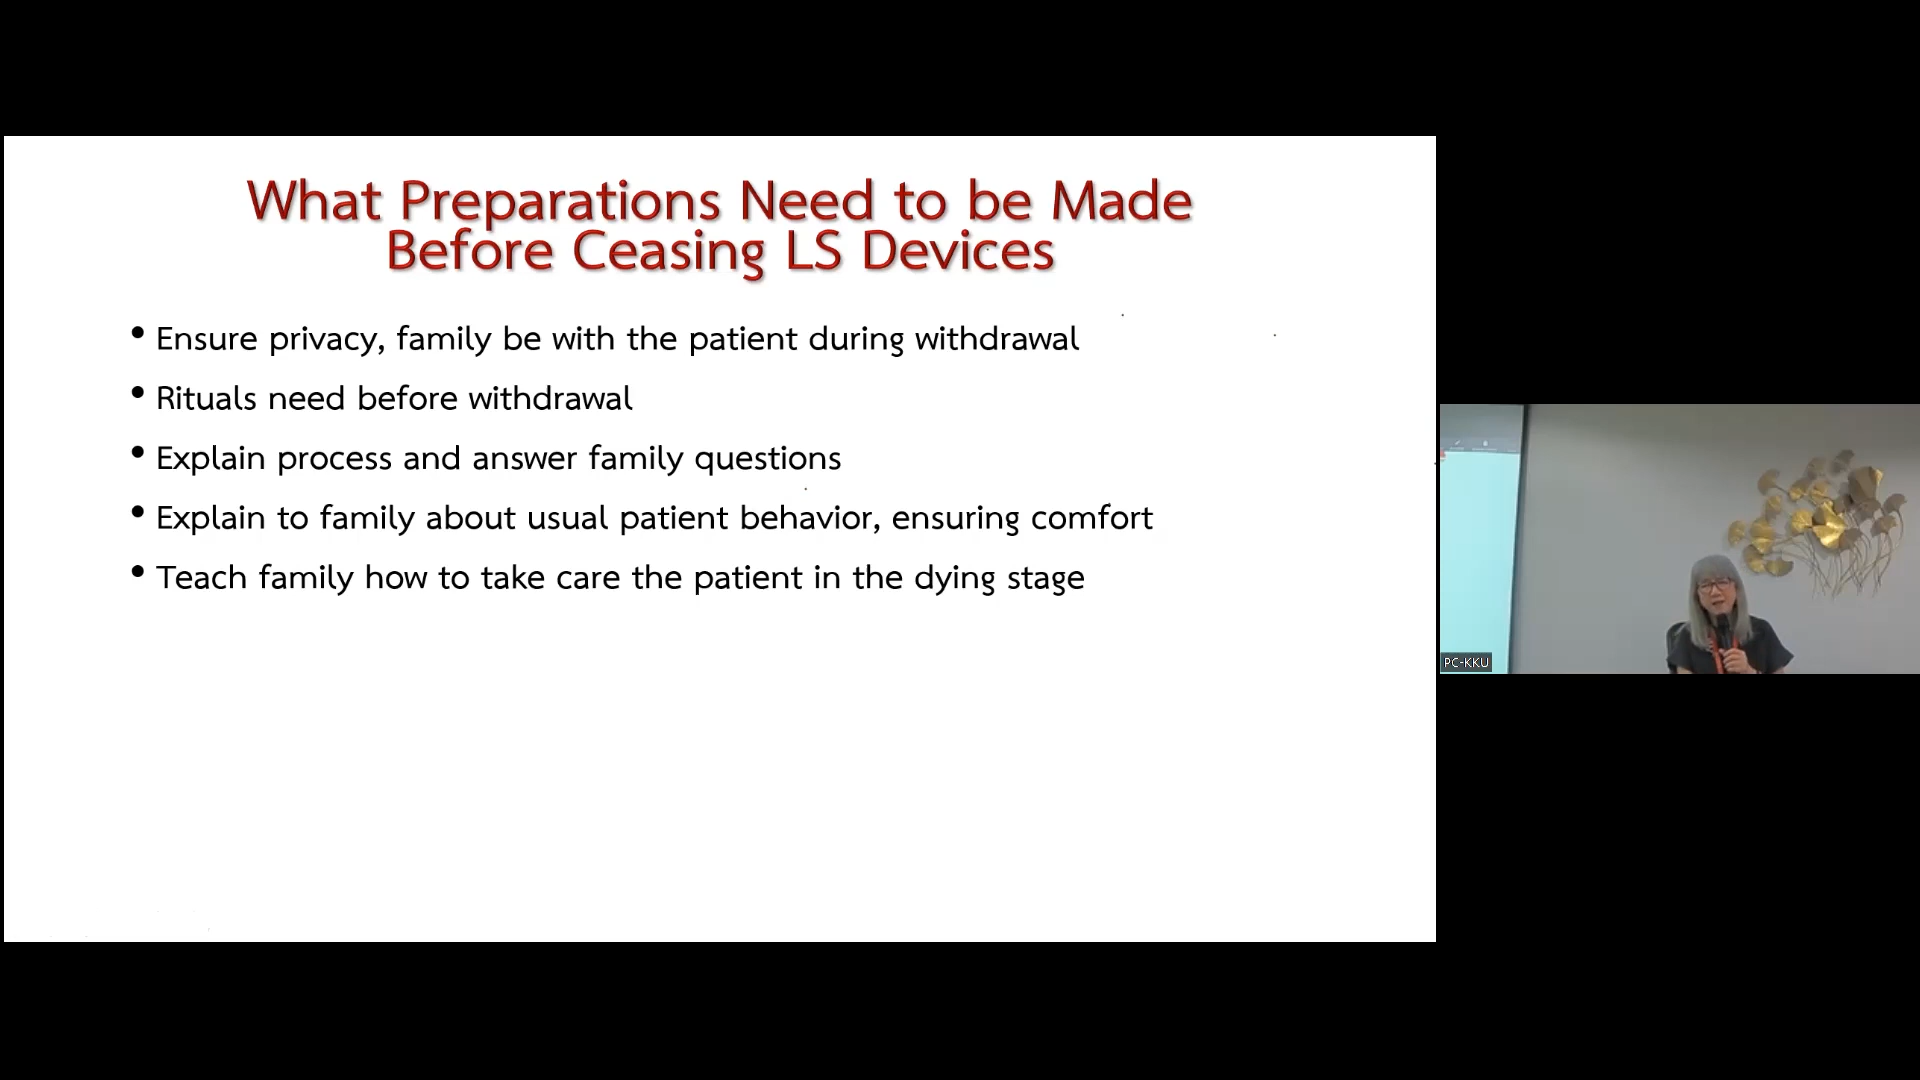 What Preparations Need to be Made
Before Ceasing LS Devices
• Ensure privacy, family be with the patient during withdrawal
• Rituals need before withdrawal
• Explain process and answer family questions
• Explain to family about usual patient behavior, ensuring comfort
• Teach family how to take care the patient in the dying stage
PC-KKU